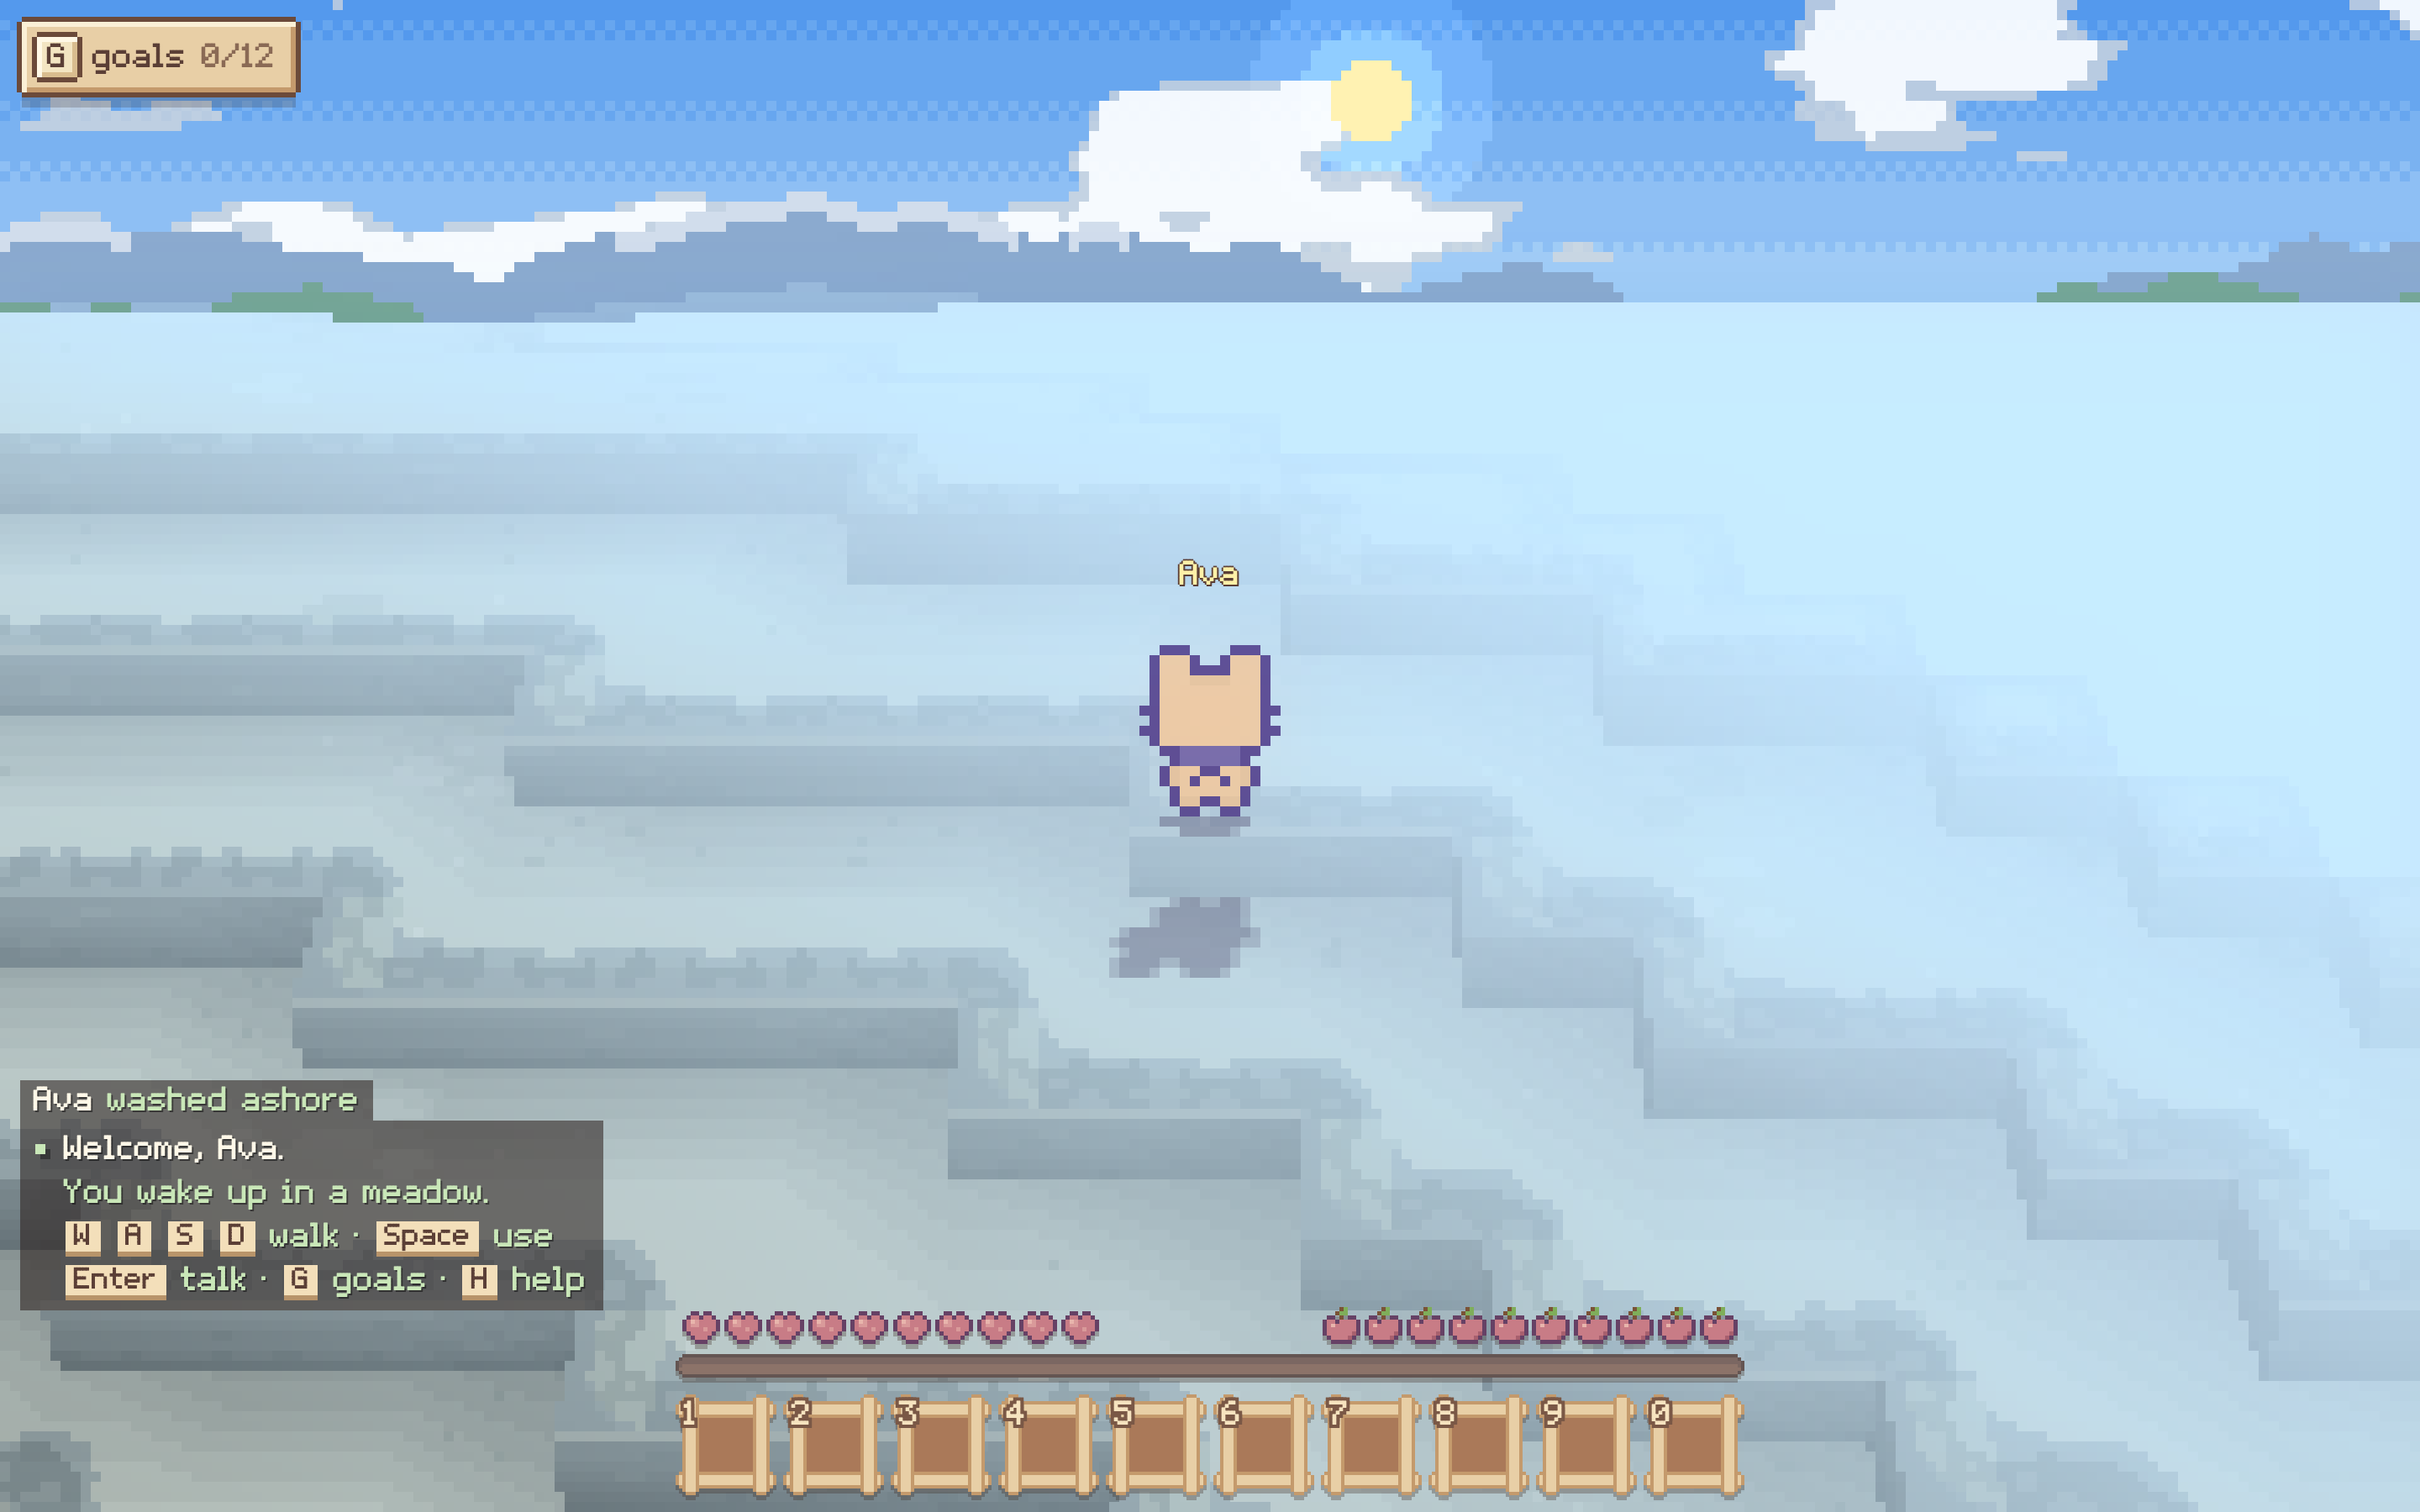 G goals 0/12
Ava
Ava washed ashore
Welcome, Ava.
You wake up in a meadow.
W A S D walk · Space use
Enter talk · G goals · H help
1 2 3 4 5 6 7 8 9 0